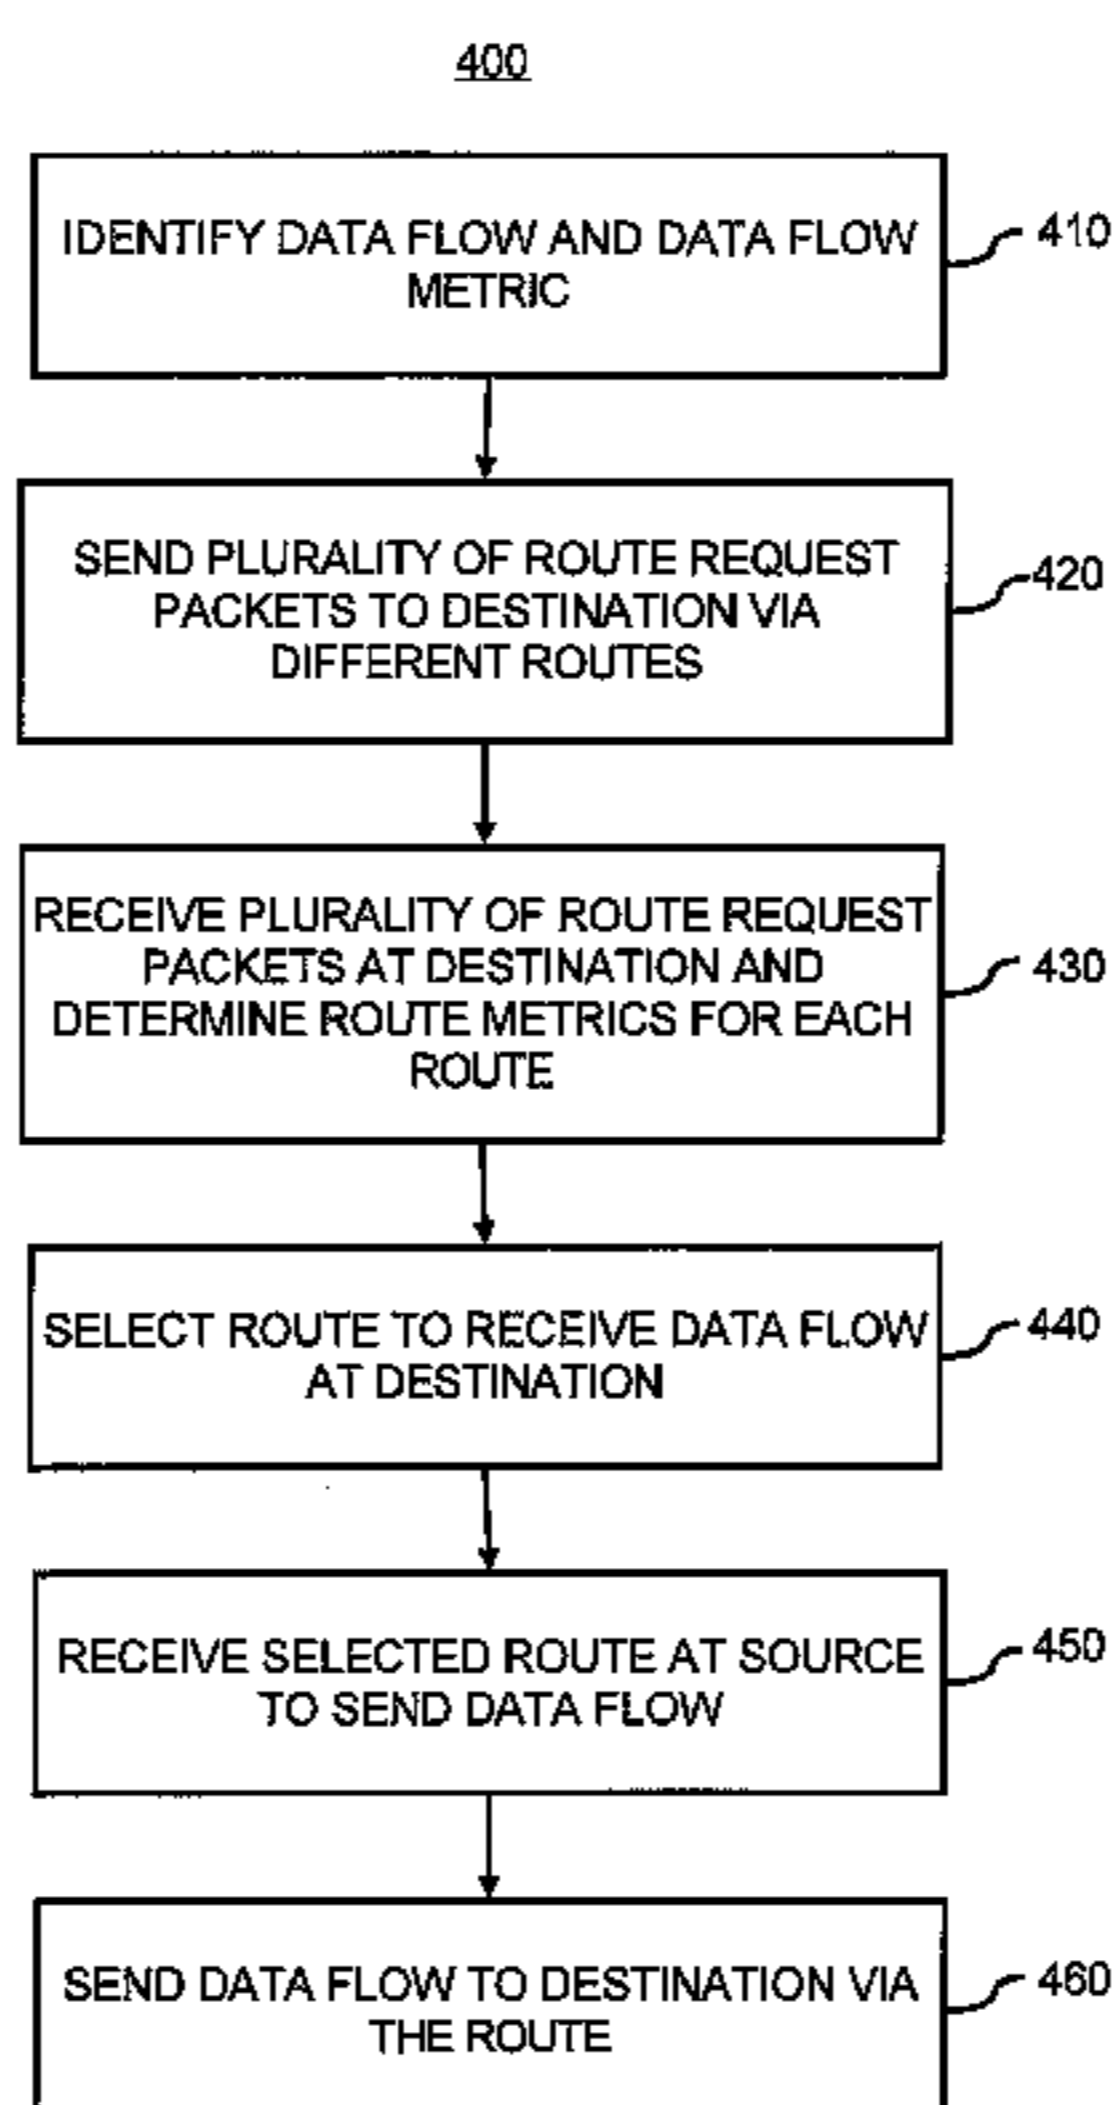 400
IDENTIFY DATA FLOW AND DATA FLOW
METRIC
410
SEND PLURALITY OF ROUTE REQUEST
PACKETS TO DESTINATION VIA
DIFFERENT ROUTES
420
RECEIVE PLURALITY OF ROUTE REQUEST
PACKETS AT DESTINATION AND
DETERMINE ROUTE METRICS FOR EACH
ROUTE
430
SELECT ROUTE TO RECEIVE DATA FLOW
AT DESTINATION
440
RECEIVE SELECTED ROUTE AT SOURCE
TO SEND DATA FLOW
450
SEND DATA FLOW TO DESTINATION VIA
THE ROUTE
460